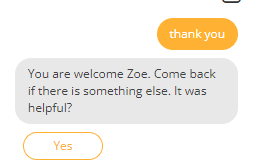 thank you
You are welcome Zoe. Come back
if there is something else. It was
helpful?
Yes